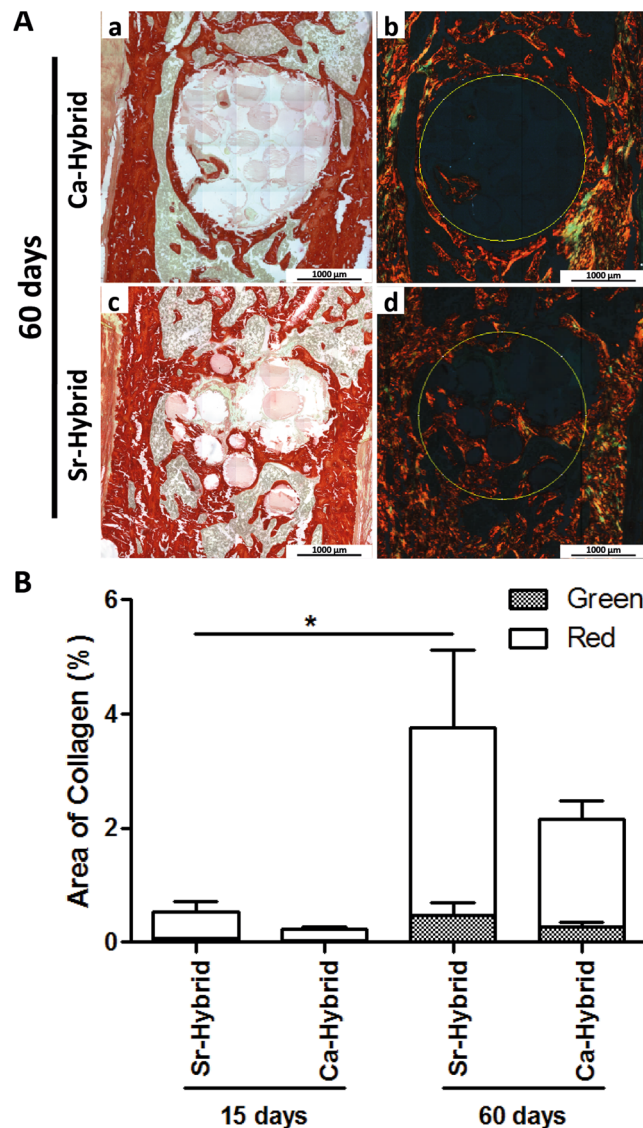 A
60 days
Ca-Hybrid
Sr-Hybrid
a
1000 µm
b
1000 µm
c
1000 µm
d
1000 µm
B
Green
Red
*
Area of Collagen (%)
6
4
2
0
Sr-Hybrid
Ca-Hybrid
Sr-Hybrid
Ca-Hybrid
15 days
60 days